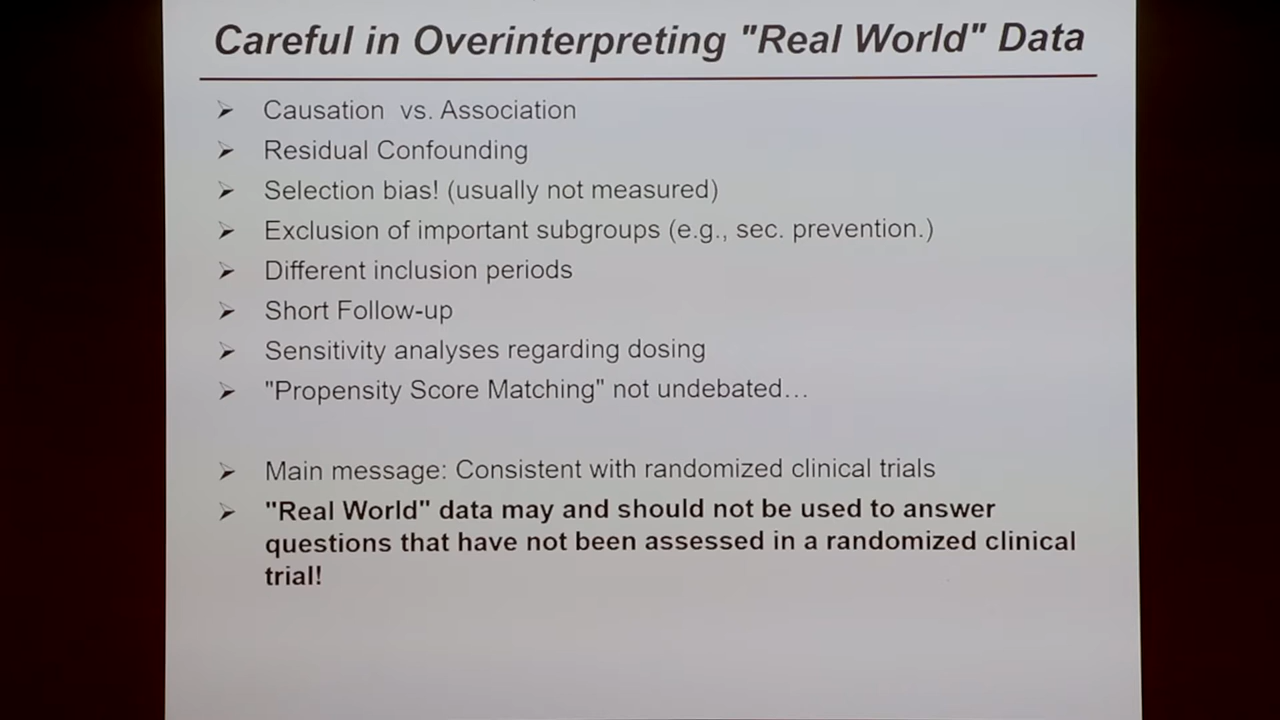 Careful in Overinterpreting "Real World" Data
➢ Causation vs. Association
➢ Residual Confounding
➢ Selection bias! (usually not measured)
➢ Exclusion of important subgroups (e.g., sec. prevention.)
➢ Different inclusion periods
➢ Short Follow-up
➢ Sensitivity analyses regarding dosing
➢ "Propensity Score Matching" not undebated…
➢ Main message: Consistent with randomized clinical trials
➢ "Real World" data may and should not be used to answer
questions that have not been assessed in a randomized clinical
trial!